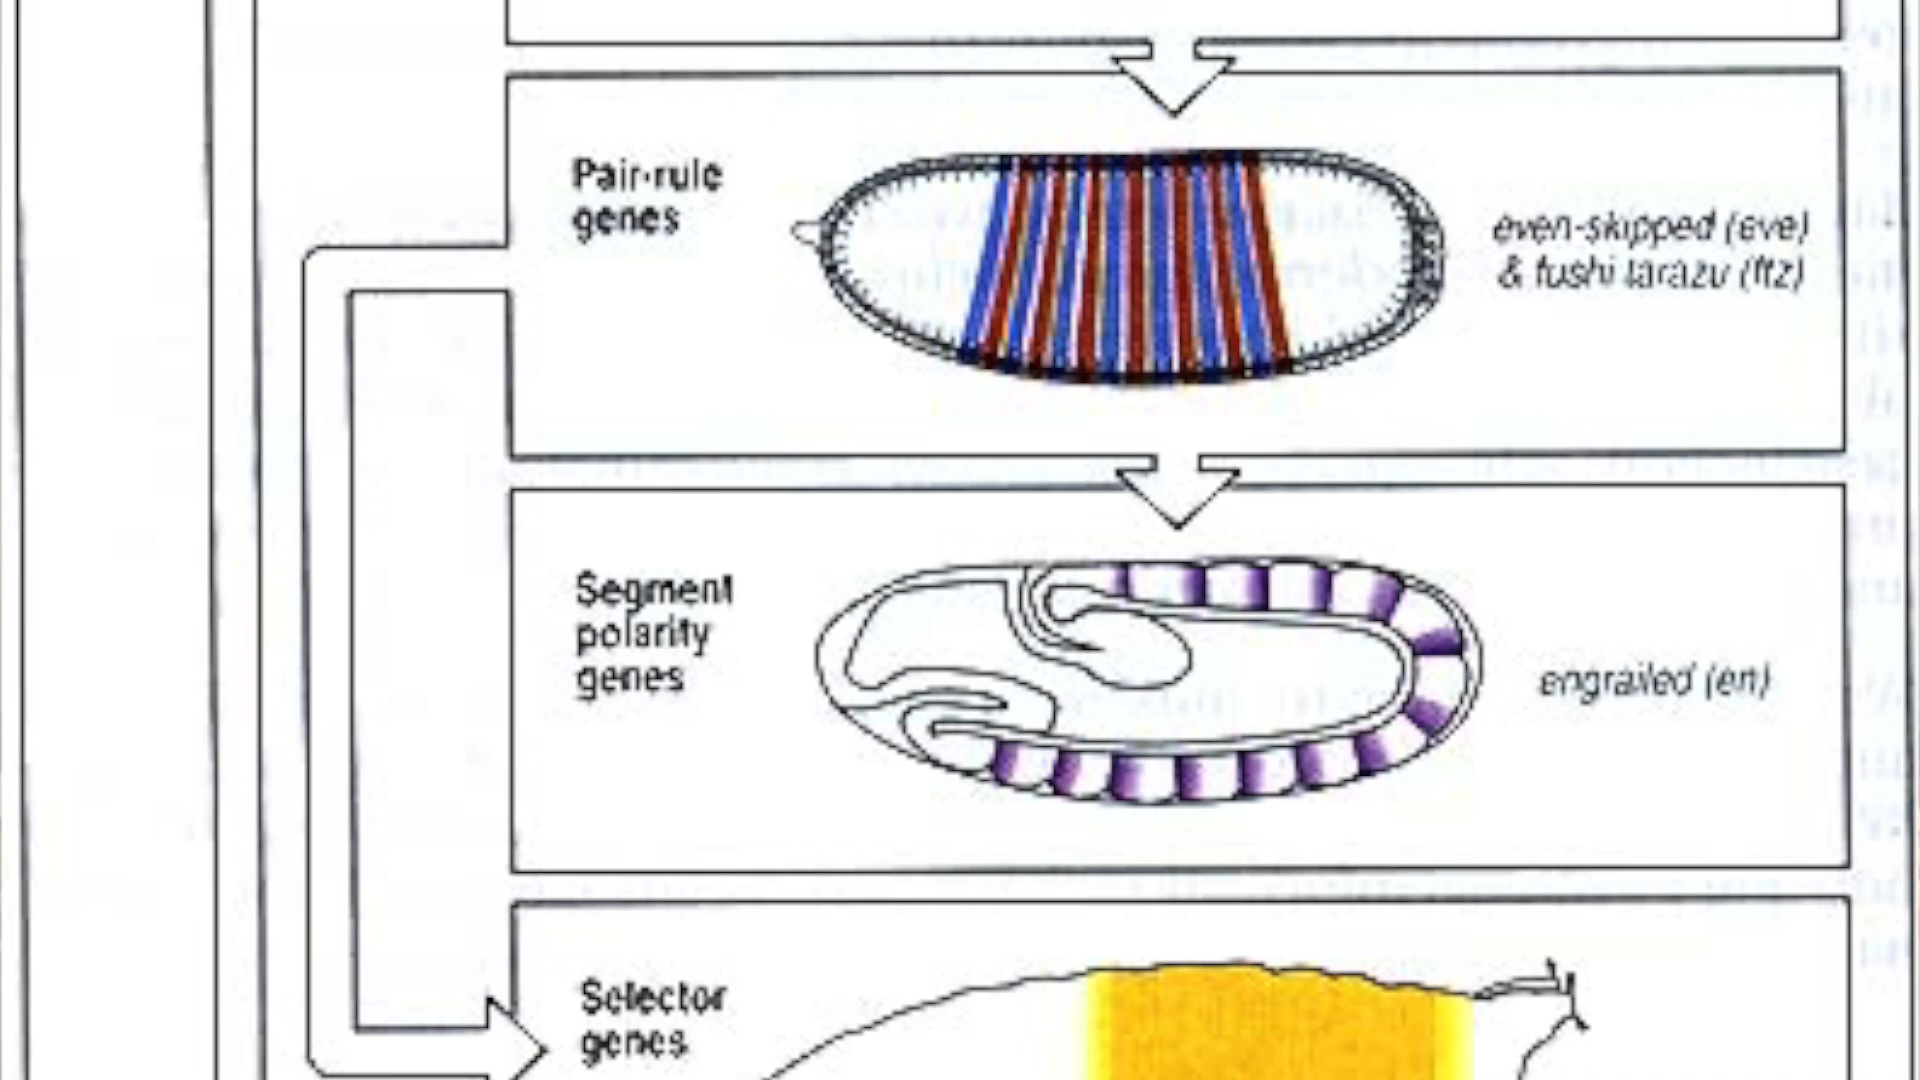 Pair-rule
genes
even-skipped (eve)
& fushi tarazu (ftz)
Segment
polarity
genes
engrailed (en)
Selector
genes